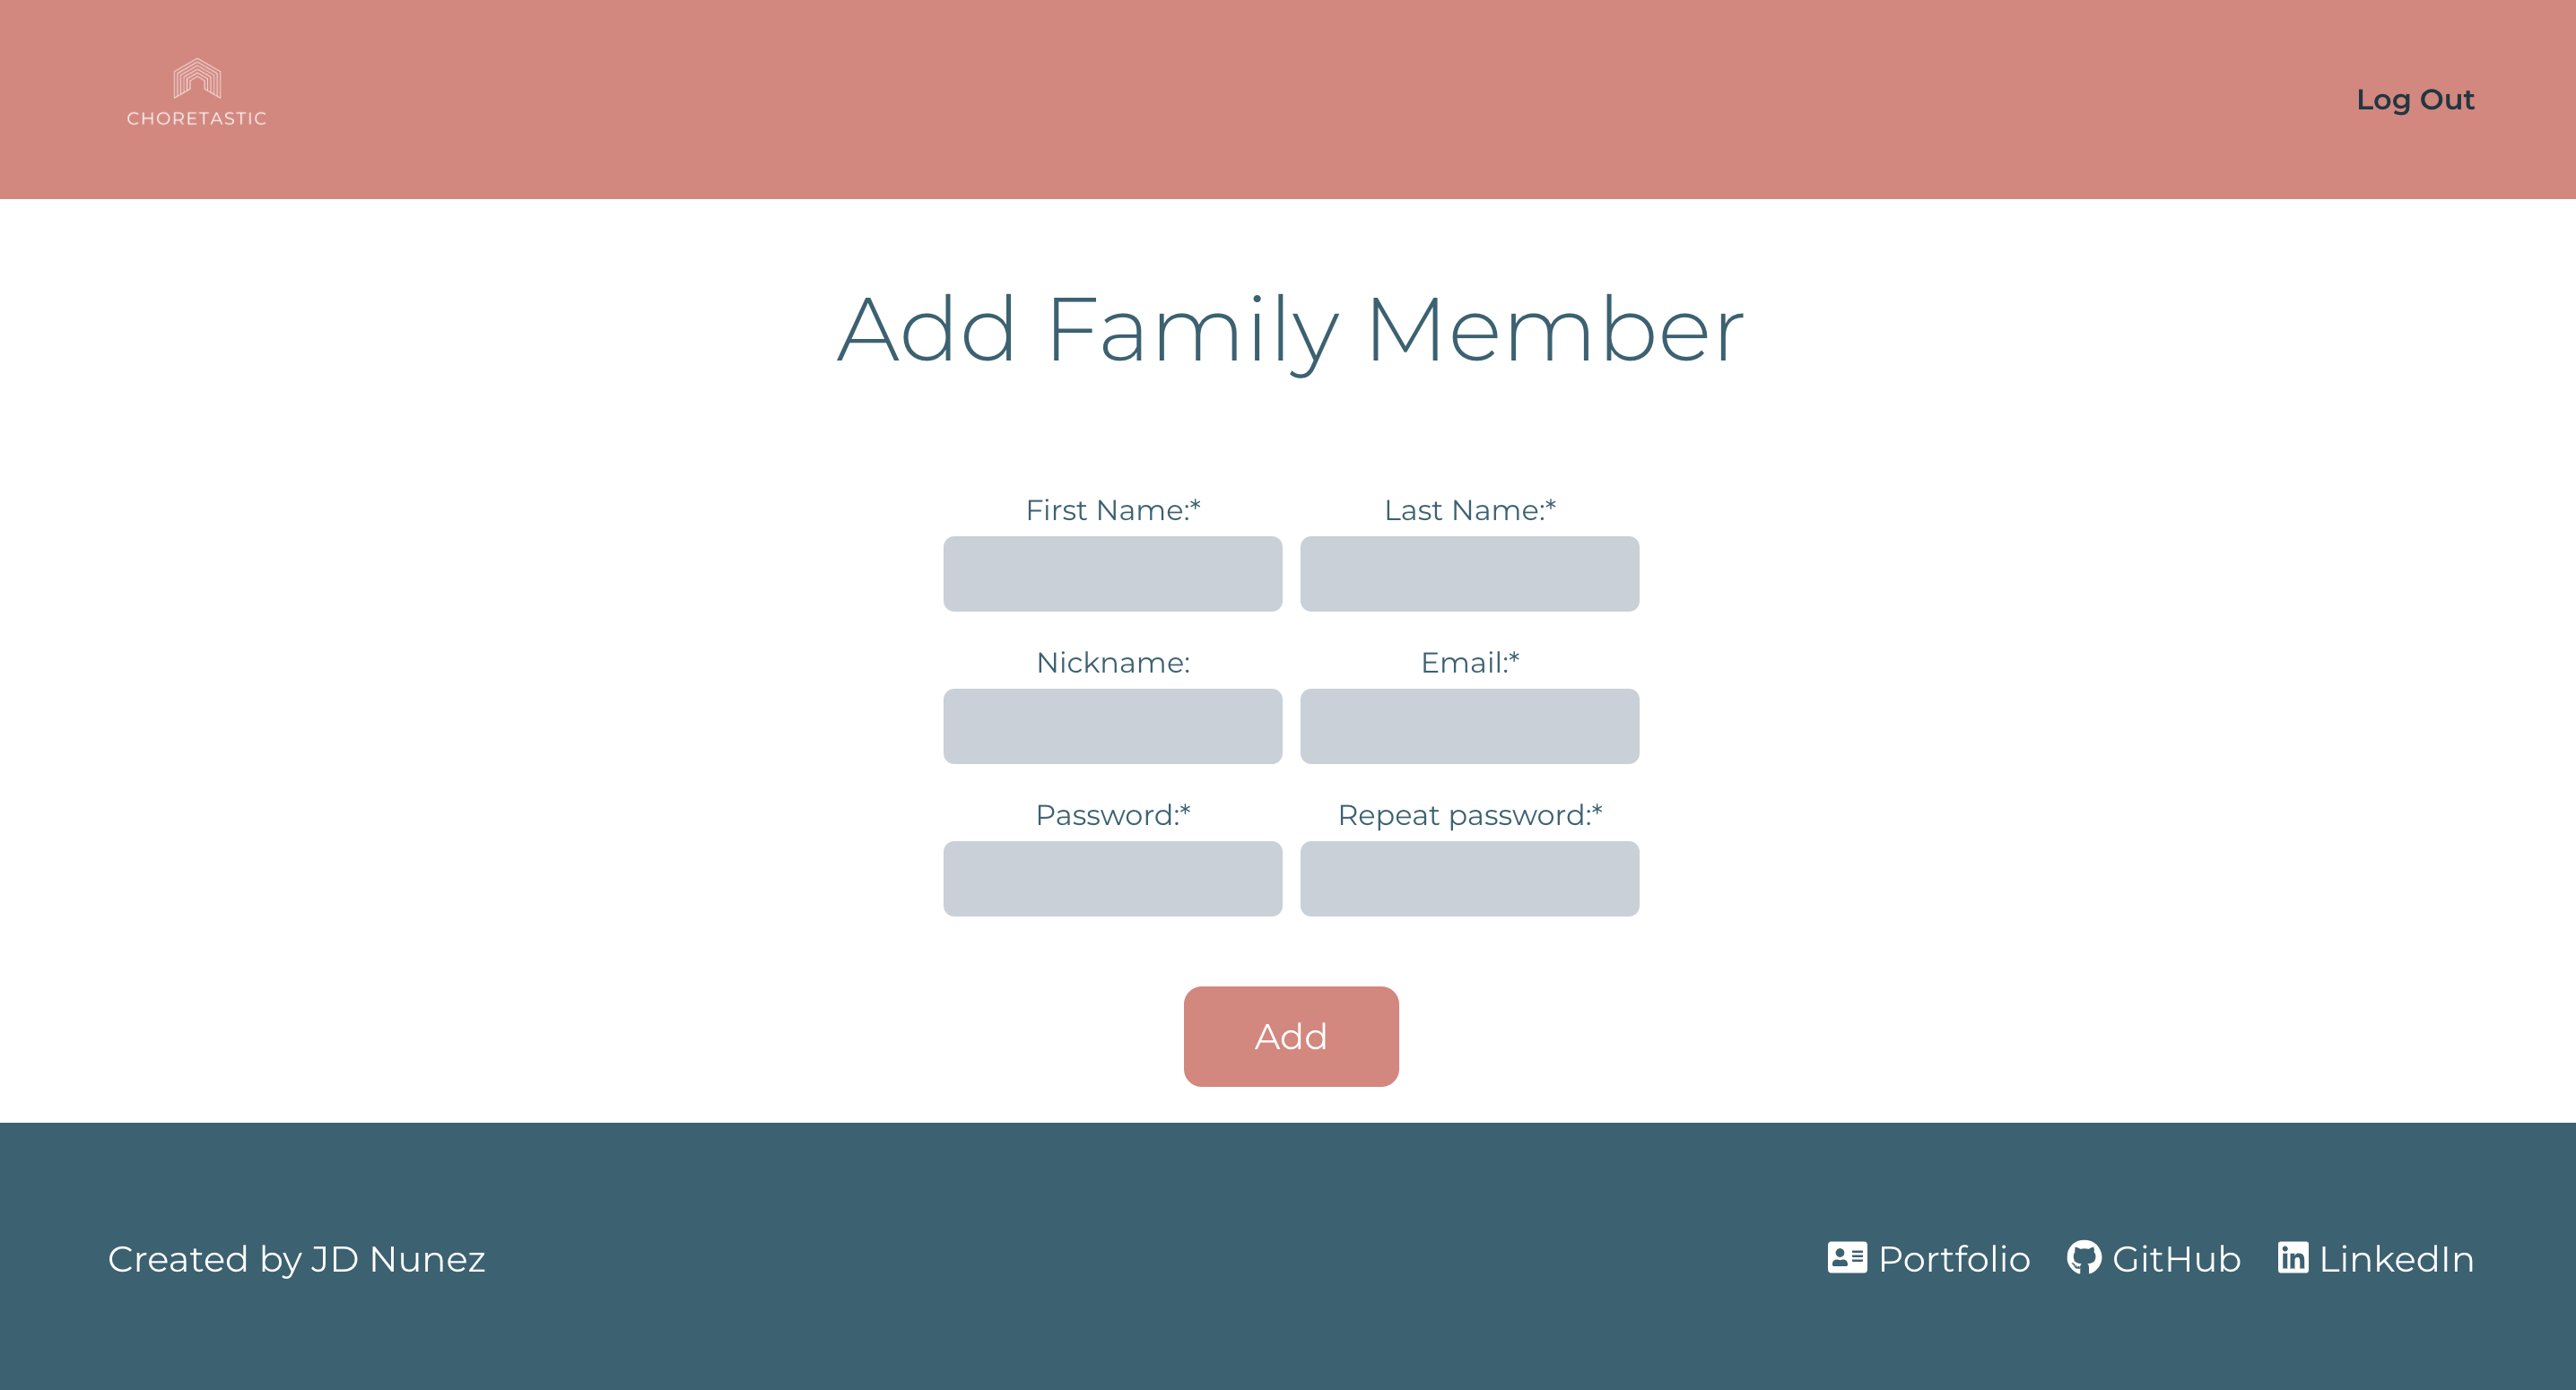 CHORETASTIC
Log Out
Add Family Member
First Name:* Last Name:*
Nickname: Email:*
Password:* Repeat password:*
Add
Created by JD Nunez
Portfolio GitHub LinkedIn